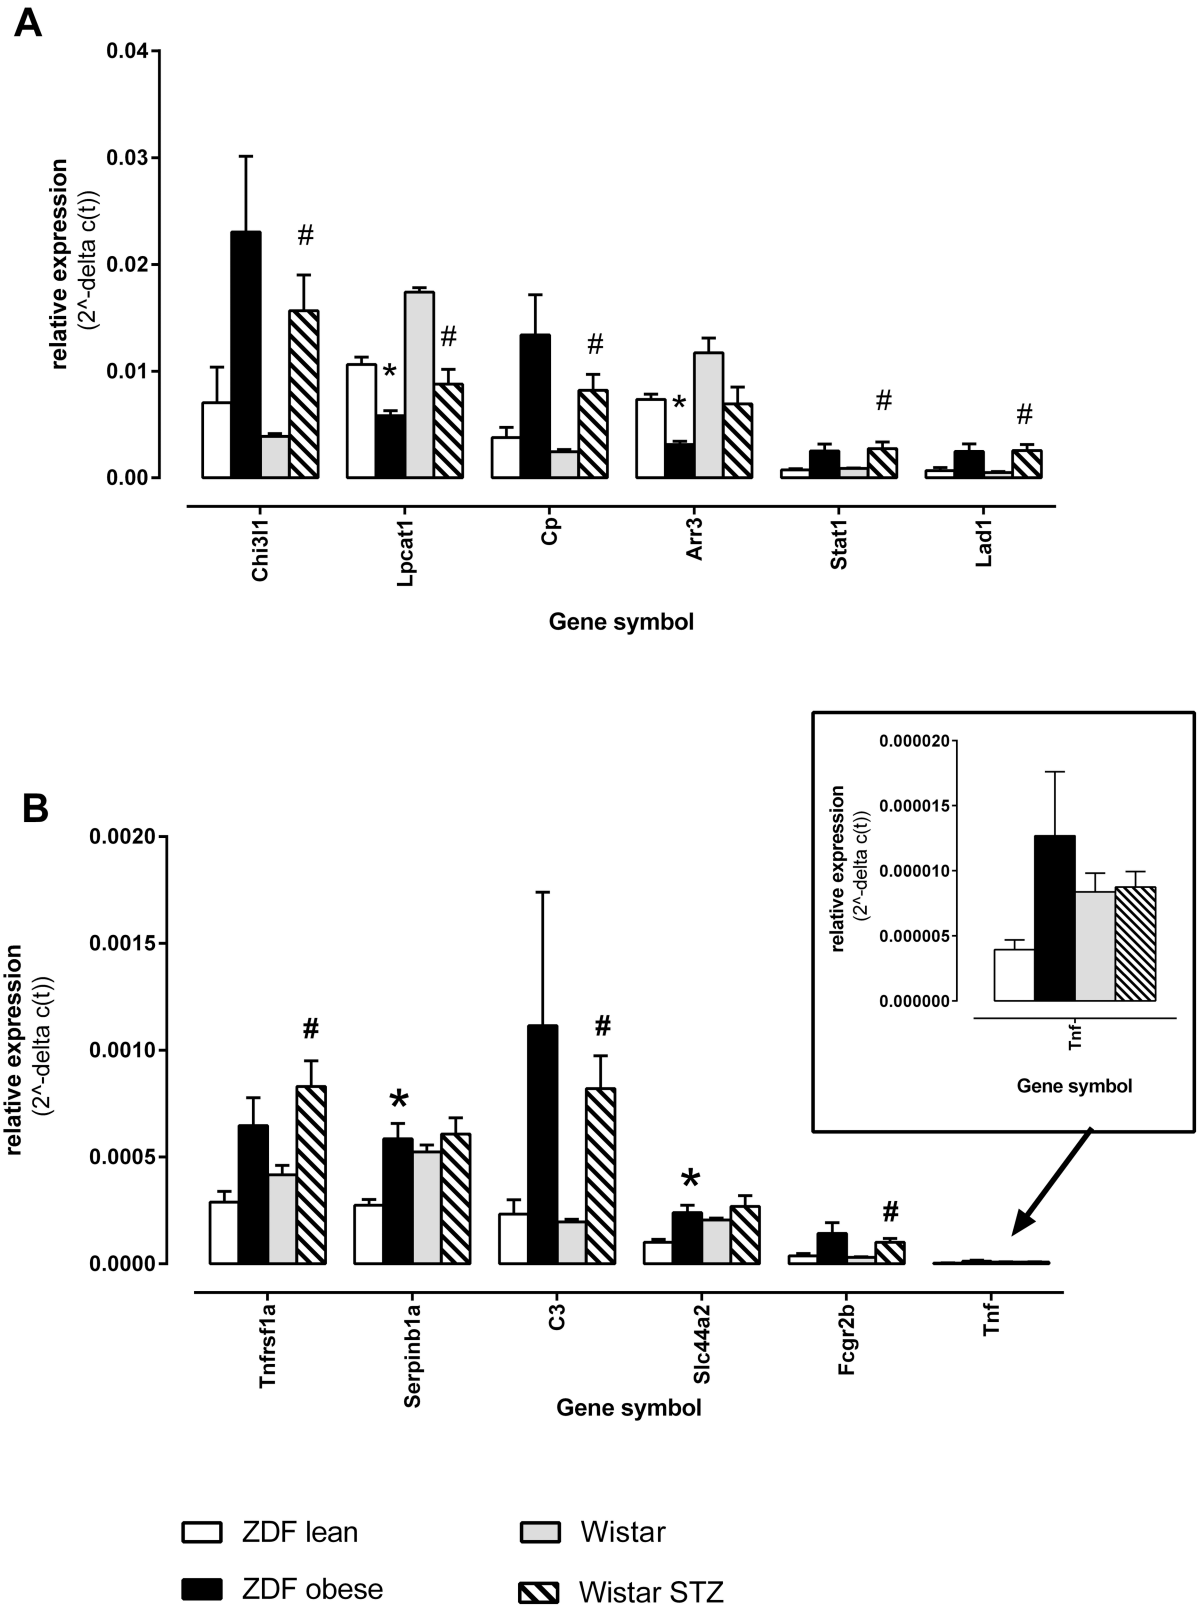 A
0.04
0.03
0.02
0.01
0.00
relative expression
(2^-delta c(t))
#
*
#
#
*
#
#
Chi3l1
Lpcat1
Cp
Arr3
Stat1
Lad1
Gene symbol
B
0.0020
0.0015
0.0010
0.0005
0.0000
relative expression
(2^-delta c(t))
#
*
#
*
#
Tnfrsf1a
Serpinb1a
C3
Slc44a2
Fcgr2b
Tnf
Gene symbol
0.000020
0.000015
0.000010
0.000005
0.000000
relative expression
(2^-delta c(t))
Tnf
Gene symbol
ZDF lean
Wistar
ZDF obese
Wistar STZ